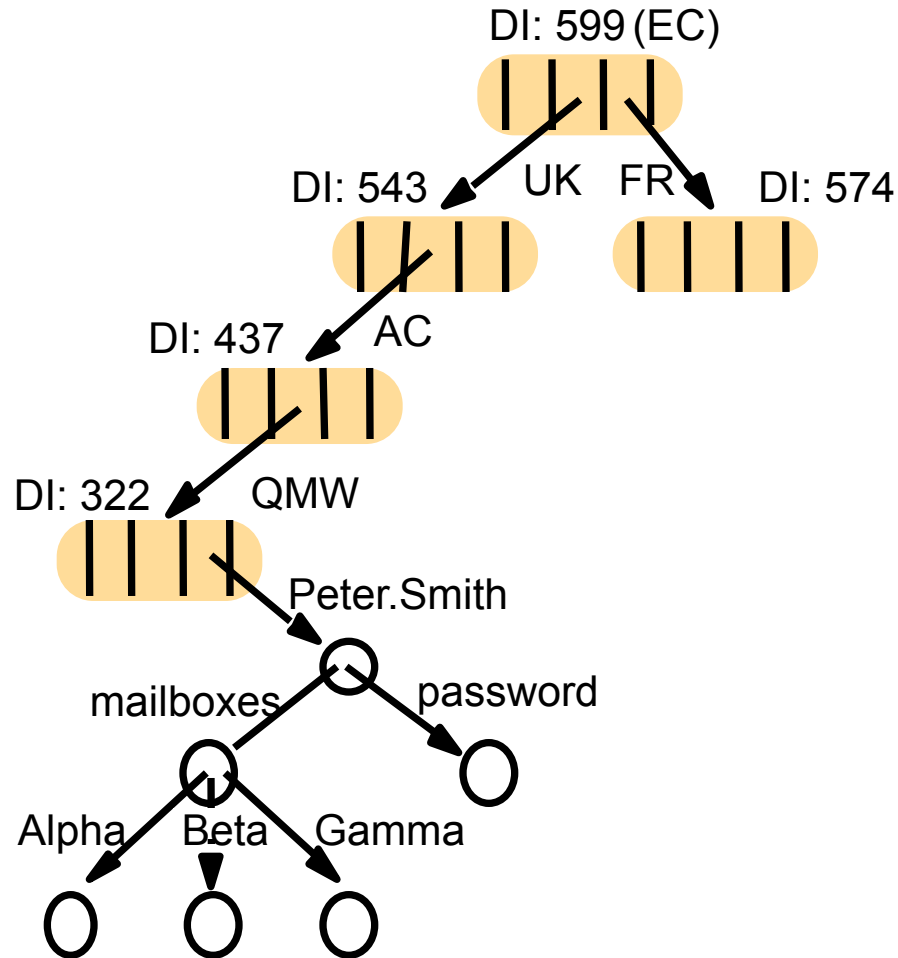 DI: 599 (EC)
DI: 543
UK
FR
DI: 574
DI: 437
AC
DI: 322
QMW
Peter.Smith
mailboxes
password
Alpha
Beta
Gamma